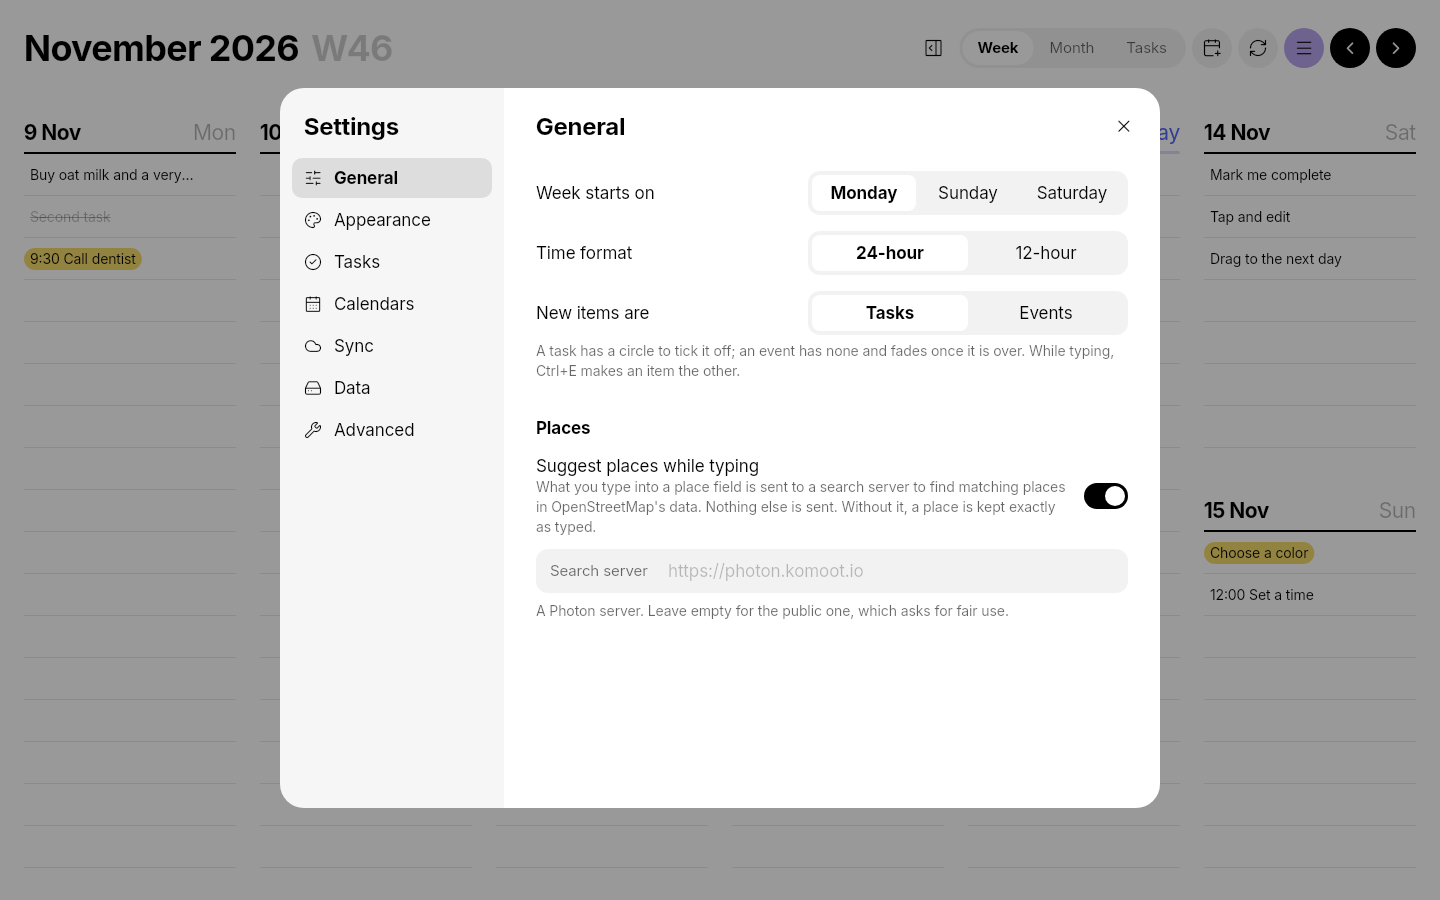 November 2026 W46
Week Month Tasks
9 Nov Mon
10
ay
14 Nov Sat
Buy oat milk and a very...
Second task
9:30 Call dentist
Mark me complete
Tap and edit
Drag to the next day
15 Nov Sun
Choose a color
12:00 Set a time
Settings
General
Appearance
Tasks
Calendars
Sync
Data
Advanced
General
Week starts on Monday Sunday Saturday
Time format 24-hour 12-hour
New items are Tasks Events
A task has a circle to tick it off; an event has none and fades once it is over. While typing,
Ctrl+E makes an item the other.
Places
Suggest places while typing
What you type into a place field is sent to a search server to find matching places
in OpenStreetMap's data. Nothing else is sent. Without it, a place is kept exactly
as typed.
Search server https://photon.komoot.io
A Photon server. Leave empty for the public one, which asks for fair use.